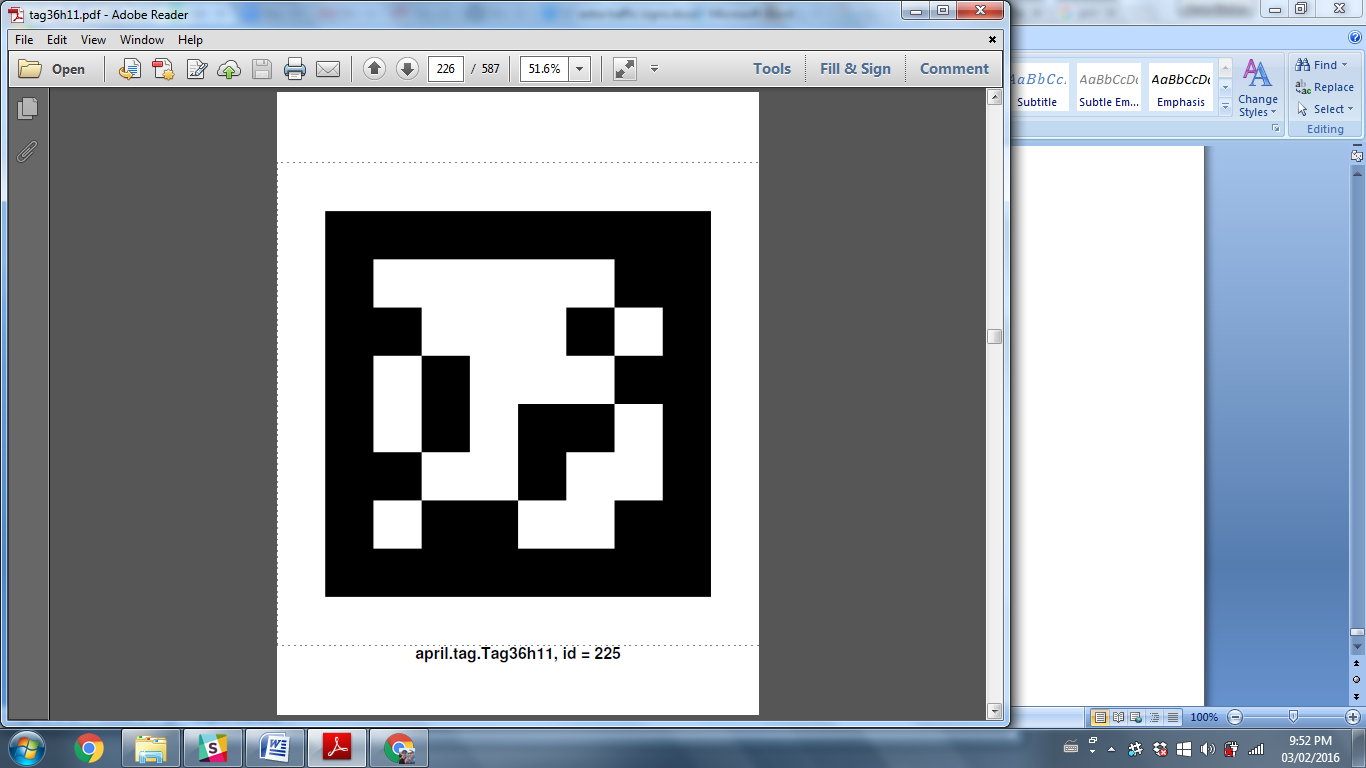 tag36h11.pdf - Adobe Reader
File Edit View Window Help
Open 226 / 587 51.6% Tools Fill & Sign Comment
AaBbCc. AaBbCcDc AaBbCcDc
Subtitle Subtle Em... Emphasis
Change Styles
Find
Replace
Select
Editing
april.tag.Tag36h11, id = 225
100%
9:52 PM
03/02/2016